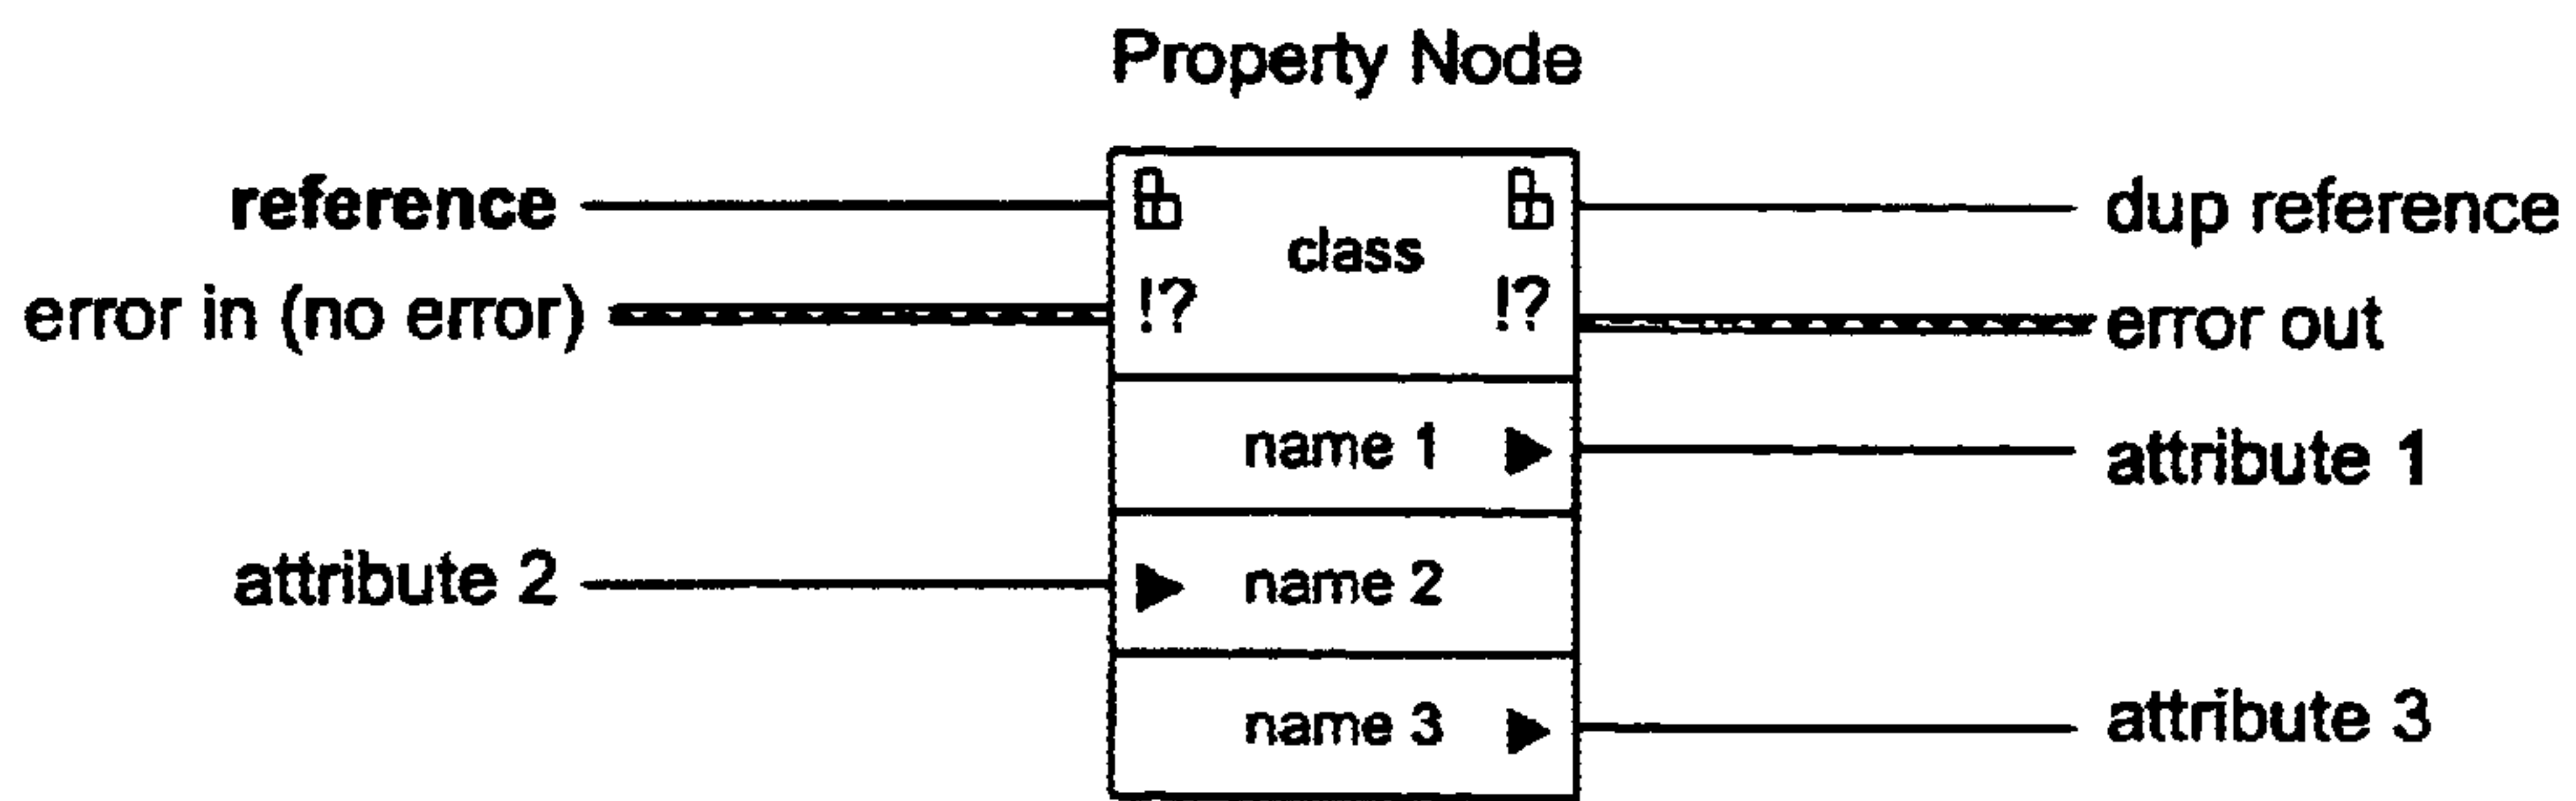 Property Node
reference
class
dup reference
error in (no error)
!?
!?
error out
name 1
attribute 1
attribute 2
name 2
name 3
attribute 3